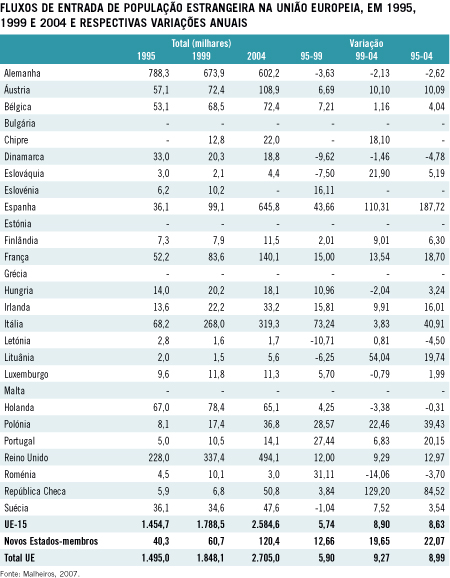 FLUXOS DE ENTRADA DE POPULAÇÃO ESTRANGEIRA NA UNIÃO EUROPEIA, EM 1995,
1999 E 2004 E RESPECTIVAS VARIAÇÕES ANUAIS
Total (milhares) Variação
1995 1999 2004 95-99 99-04 95-04
Alemanha 788,3 673,9 602,2 -3,63 -2,13 -2,62
Áustria 57,1 72,4 108,9 6,69 10,10 10,09
Bélgica 53,1 68,5 72,4 7,21 1,16 4,04
Bulgária - - - - - -
Chipre - 12,8 22,0 - 18,10 -
Dinamarca 33,0 20,3 18,8 -9,62 -1,46 -4,78
Eslováquia 3,0 2,1 4,4 -7,50 21,90 5,19
Eslovénia 6,2 10,2 - 16,11 - -
Espanha 36,1 99,1 645,8 43,66 110,31 187,72
Estónia - - - - - -
Finlândia 7,3 7,9 11,5 2,01 9,01 6,30
França 52,2 83,6 140,1 15,00 13,54 18,70
Grécia - - - - - -
Hungria 14,0 20,2 18,1 10,96 -2,04 3,24
Irlanda 13,6 22,2 33,2 15,81 9,91 16,01
Itália 68,2 268,0 319,3 73,24 3,83 40,91
Letónia 2,8 1,6 1,7 -10,71 0,81 -4,50
Lituânia 2,0 1,5 5,6 -6,25 54,04 19,74
Luxemburgo 9,6 11,8 11,3 5,70 -0,79 1,99
Malta - - - - - -
Holanda 67,0 78,4 65,1 4,25 -3,38 -0,31
Polónia 8,1 17,4 36,8 28,57 22,46 39,43
Portugal 5,0 10,5 14,1 27,44 6,83 20,15
Reino Unido 228,0 337,4 494,1 12,00 9,29 12,97
Roménia 4,5 10,1 3,0 31,11 -14,06 -3,70
República Checa 5,9 6,8 50,8 3,84 129,20 84,52
Suécia 36,1 34,6 47,6 -1,04 7,52 3,54
UE-15 1.454,7 1.788,5 2.584,6 5,74 8,90 8,63
Novos Estados-membros 40,3 60,7 120,4 12,66 19,65 22,07
Total UE 1.495,0 1.848,1 2.705,0 5,90 9,27 8,99
Fonte: Malheiros, 2007.